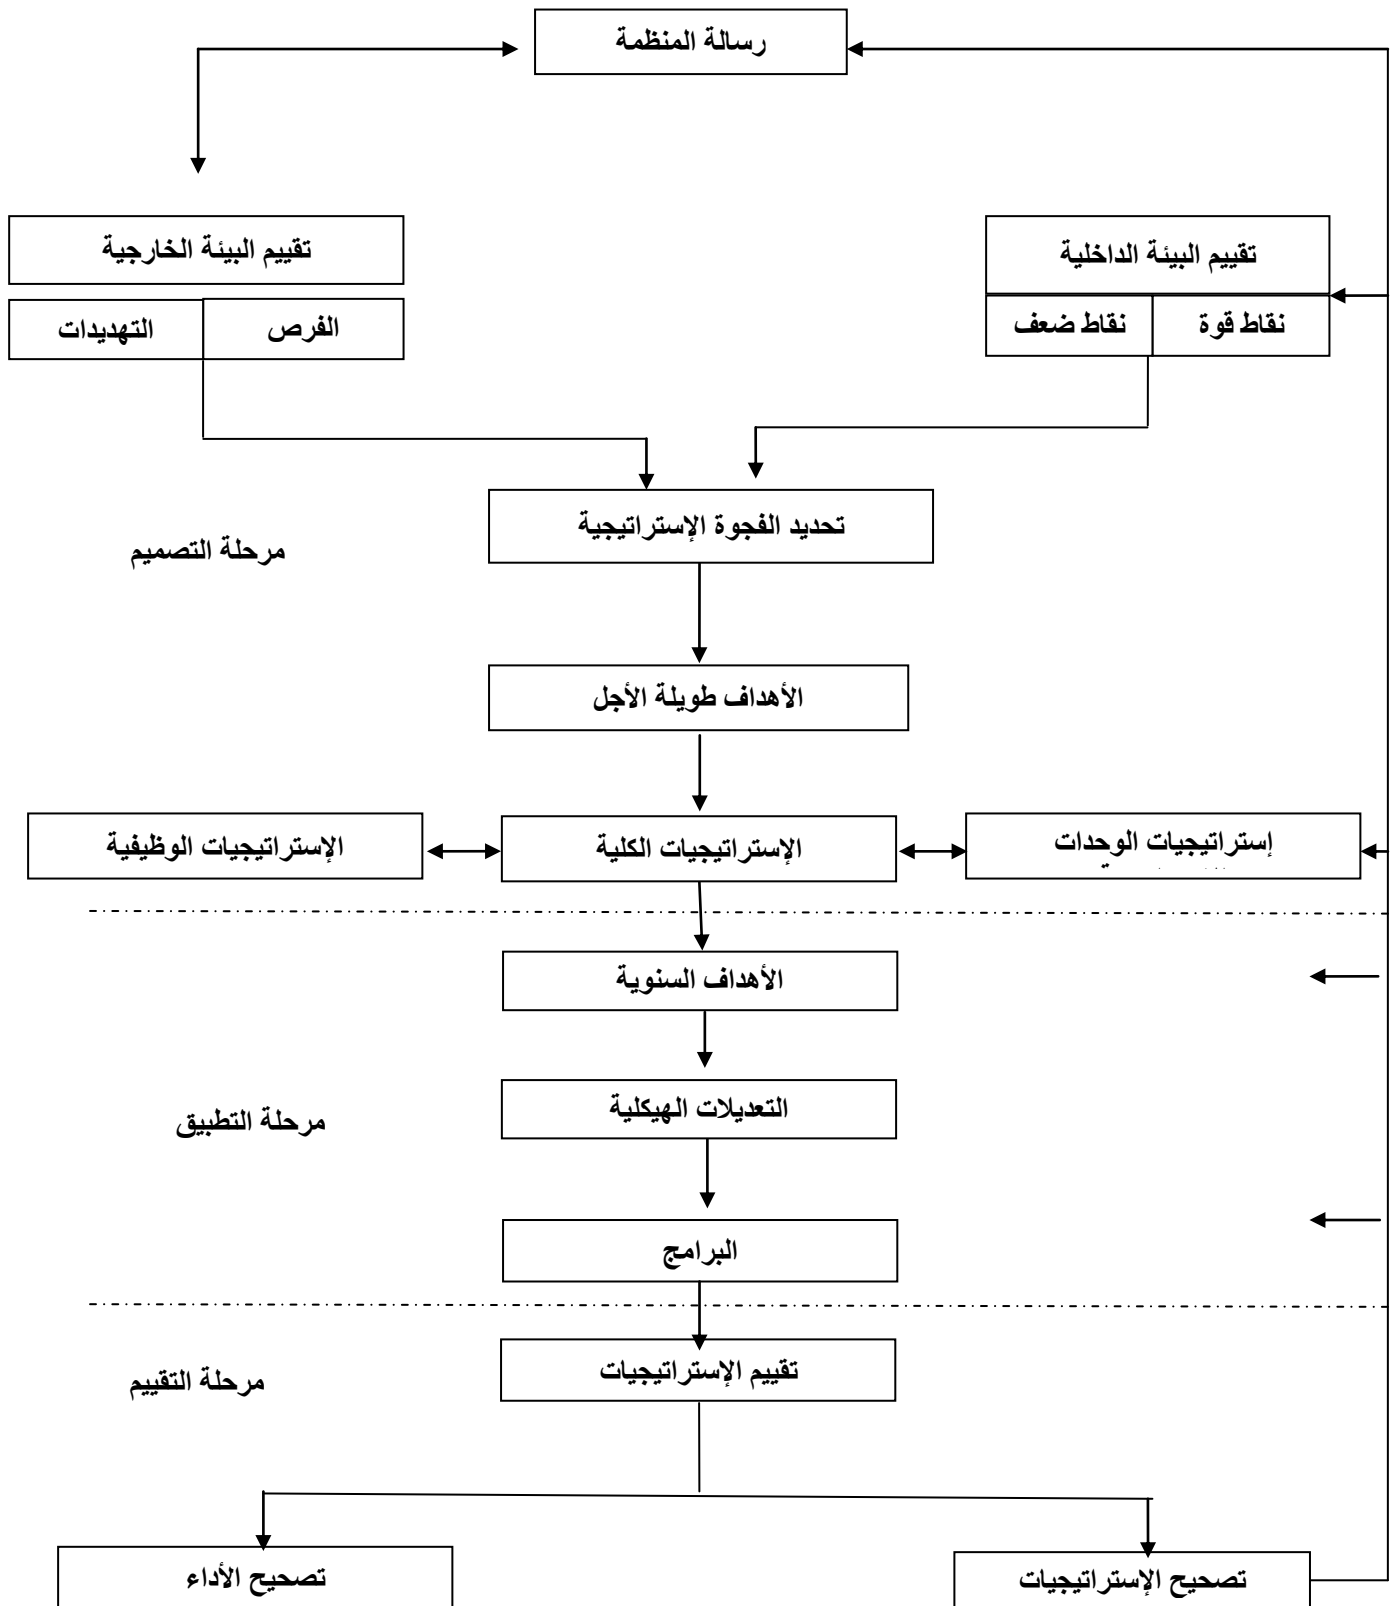 رسالة المنظمة
تقييم البيئة الداخلية
تقييم البيئة الخارجية
نقاط قوة
نقاط ضعف
الفرص
التهديدات
تحديد الفجوة الإستراتيجية
مرحلة التصميم
الأهداف طويلة الأجل
إستراتيجيات الوحدات
الإستراتيجيات الكلية
الإستراتيجيات الوظيفية
الأهداف السنوية
التعديلات الهيكلية
مرحلة التطبيق
البرامج
تقييم الإستراتيجيات
مرحلة التقييم
تصحيح الإستراتيجيات
تصحيح الأداء